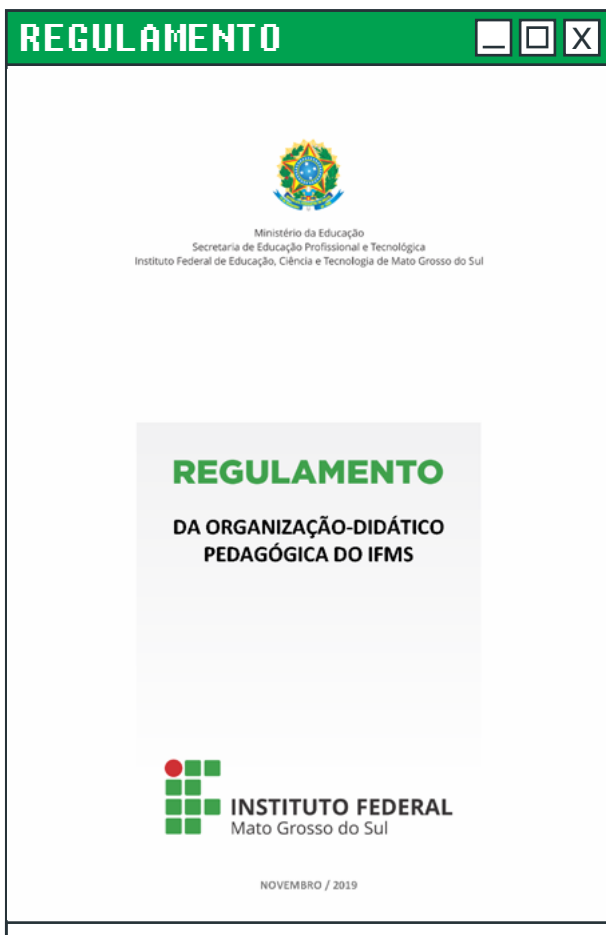 REGULAMENTO
Ministério da Educação
Secretaria de Educação Profissional e Tecnológica
Instituto Federal de Educação, Ciência e Tecnologia de Mato Grosso do Sul
REGULAMENTO
DA ORGANIZAÇÃO-DIDÁTICO
PEDAGÓGICA DO IFMS
INSTITUTO FEDERAL
Mato Grosso do Sul
NOVEMBRO / 2019